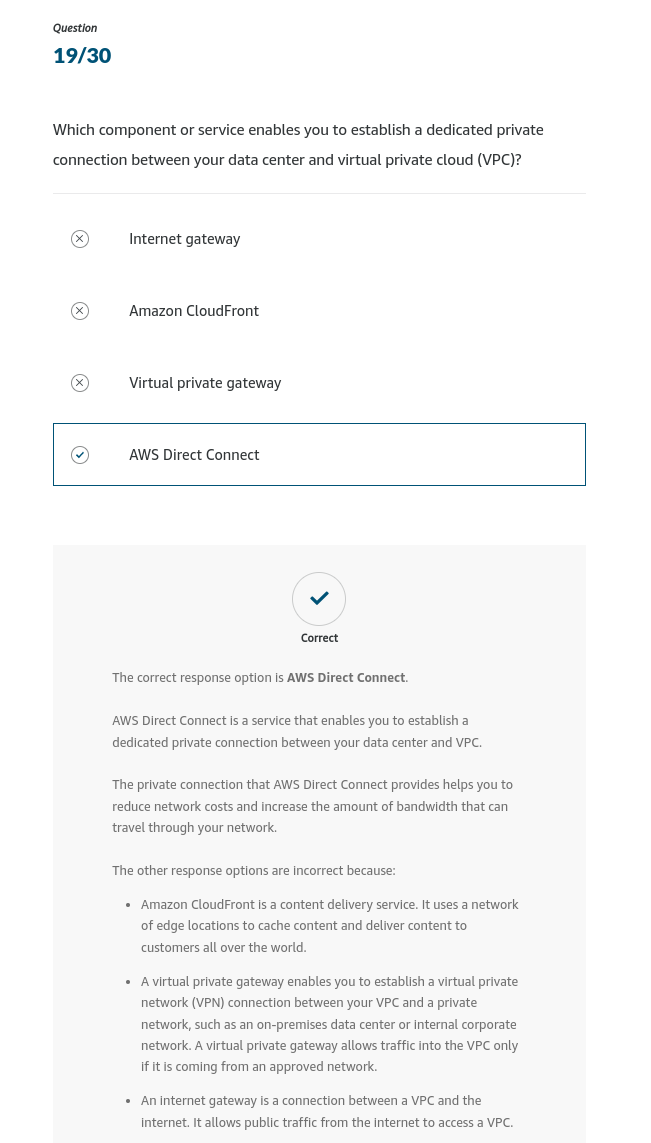 Question
19/30
Which component or service enables you to establish a dedicated private
connection between your data center and virtual private cloud (VPC)?
Internet gateway
Amazon CloudFront
Virtual private gateway
AWS Direct Connect
Correct
The correct response option is AWS Direct Connect.
AWS Direct Connect is a service that enables you to establish a
dedicated private connection between your data center and VPC.
The private connection that AWS Direct Connect provides helps you to
reduce network costs and increase the amount of bandwidth that can
travel through your network.
The other response options are incorrect because:
• Amazon CloudFront is a content delivery service. It uses a network
of edge locations to cache content and deliver content to
customers all over the world.
• A virtual private gateway enables you to establish a virtual private
network (VPN) connection between your VPC and a private
network, such as an on-premises data center or internal corporate
network. A virtual private gateway allows traffic into the VPC only
if it is coming from an approved network.
• An internet gateway is a connection between a VPC and the
internet. It allows public traffic from the internet to access a VPC.